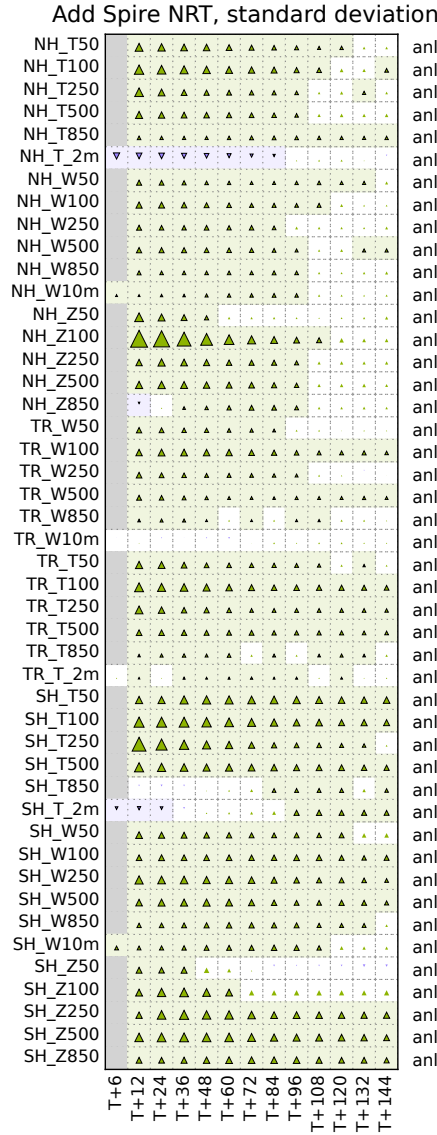 Add Spire NRT, standard deviation
NH_T50 anl
NH_T100 anl
NH_T250 anl
NH_T500 anl
NH_T850 anl
NH_T_2m anl
NH_W50 anl
NH_W100 anl
NH_W250 anl
NH_W500 anl
NH_W850 anl
NH_W10m anl
NH_Z50 anl
NH_Z100 anl
NH_Z250 anl
NH_Z500 anl
NH_Z850 anl
TR_W50 anl
TR_W100 anl
TR_W250 anl
TR_W500 anl
TR_W850 anl
TR_W10m anl
TR_T50 anl
TR_T100 anl
TR_T250 anl
TR_T500 anl
TR_T850 anl
TR_T_2m anl
SH_T50 anl
SH_T100 anl
SH_T250 anl
SH_T500 anl
SH_T850 anl
SH_T_2m anl
SH_W50 anl
SH_W100 anl
SH_W250 anl
SH_W500 anl
SH_W850 anl
SH_W10m anl
SH_Z50 anl
SH_Z100 anl
SH_Z250 anl
SH_Z500 anl
SH_Z850 anl
T+6 T+12 T+24 T+36 T+48 T+60 T+72 T+84 T+96 T+108 T+120 T+132 T+144